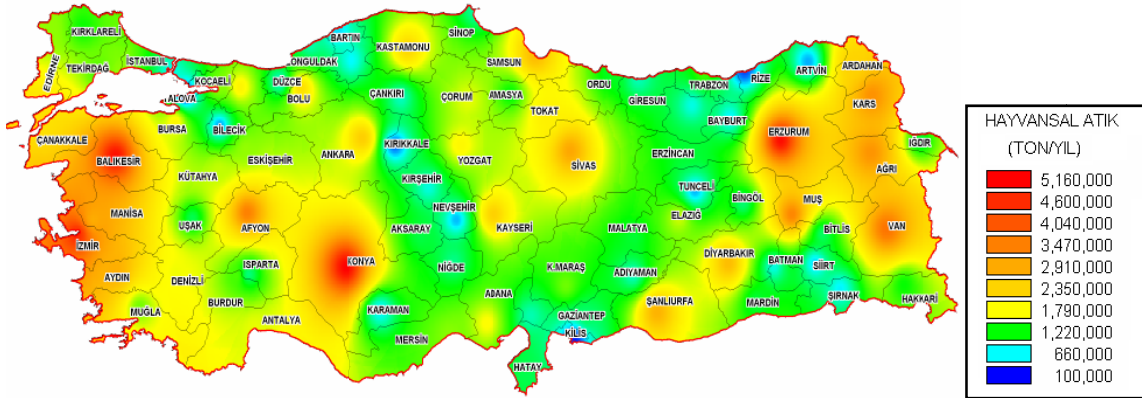 KIRKLARELİ
EDİRNE
TEKİRDAĞ
İSTANBUL
KOCAELİ
ALOVA
DÜZCE
BOLU
ONGULDAK
BARTIN
KASTAMONU
SİNOP
SAMSUN
ÇANKIRI
ÇORUM
AMASYA
TOKAT
ORDU
GİRESUN
TRABZON
RİZE
ARTVİN
ARDAHAN
KARS
BAYBURT
ERZURUM
IĞDIR
AĞRI
ÇANAKKALE
BURSA
BİLECİK
BALIKESİR
KÜTAHYA
ESKİŞEHİR
ANKARA
KIRIKKALE
KIRŞEHİR
YOZGAT
SİVAS
ERZİNCAN
TUNCELİ
BİNGÖL
MUŞ
MANİSA
UŞAK
AFYON
NEVŞEHİR
KAYSERİ
AKSARAY
MALATYA
ELAZIĞ
BİTLİS
VAN
İZMİR
AYDIN
DENİZLİ
ISPARTA
BURDUR
KONYA
NİĞDE
K.MARAŞ
ADIYAMAN
DİYARBAKIR
BATMAN
SİİRT
ŞIRNAK
HAKKARİ
MUĞLA
ANTALYA
KARAMAN
MERSİN
ADANA
GAZİANTEP
KİLİS
ŞANLIURFA
MARDİN
HATAY
HAYVANSAL ATIK
(TON/YIL)
5,160,000
4,600,000
4,040,000
3,470,000
2,910,000
2,350,000
1,790,000
1,220,000
660,000
100,000